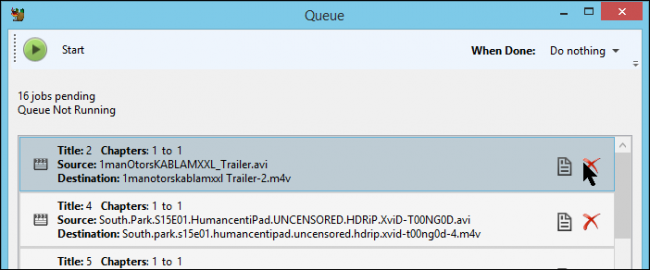 Queue
Start When Done: Do nothing
16 jobs pending
Queue Not Running
Title: 2 Chapters: 1 to 1
Source: 1manOtorsKABLAMXXL_Trailer.avi
Destination: 1manotorskablamxxl Trailer-2.m4v
Title: 4 Chapters: 1 to 1
Source: South.Park.S15E01.HumancentiPad.UNCENSORED.HDRiP.XviD-T00NG0D.avi
Destination: South.park.s15e01.humancentipad.uncensored.hdrip.xvid-t00ng0d-4.m4v
Title: 5 Chapters: 1 to 1